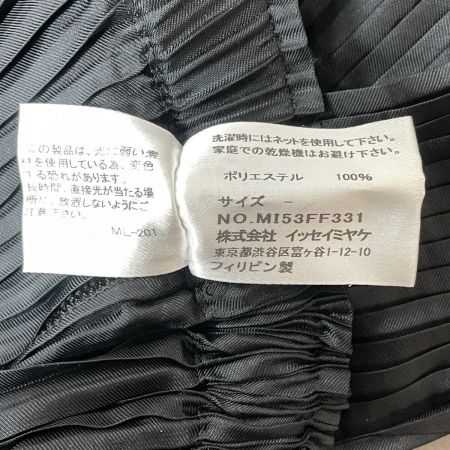 この製品は、光に弱い素
材を使用している為、変色
する恐れがあります。
長時間、直接光が当たる場
所に、放置しないようにご
注意下さい。
ML-201
洗濯時にはネットを使用して下さい。
家庭での乾燥機はお避け下さい。
ポリエステル 100%
サイズ -
NO.MI53FF331
株式会社 イッセイミヤケ
東京都渋谷区富ヶ谷1-12-10
フィリピン製